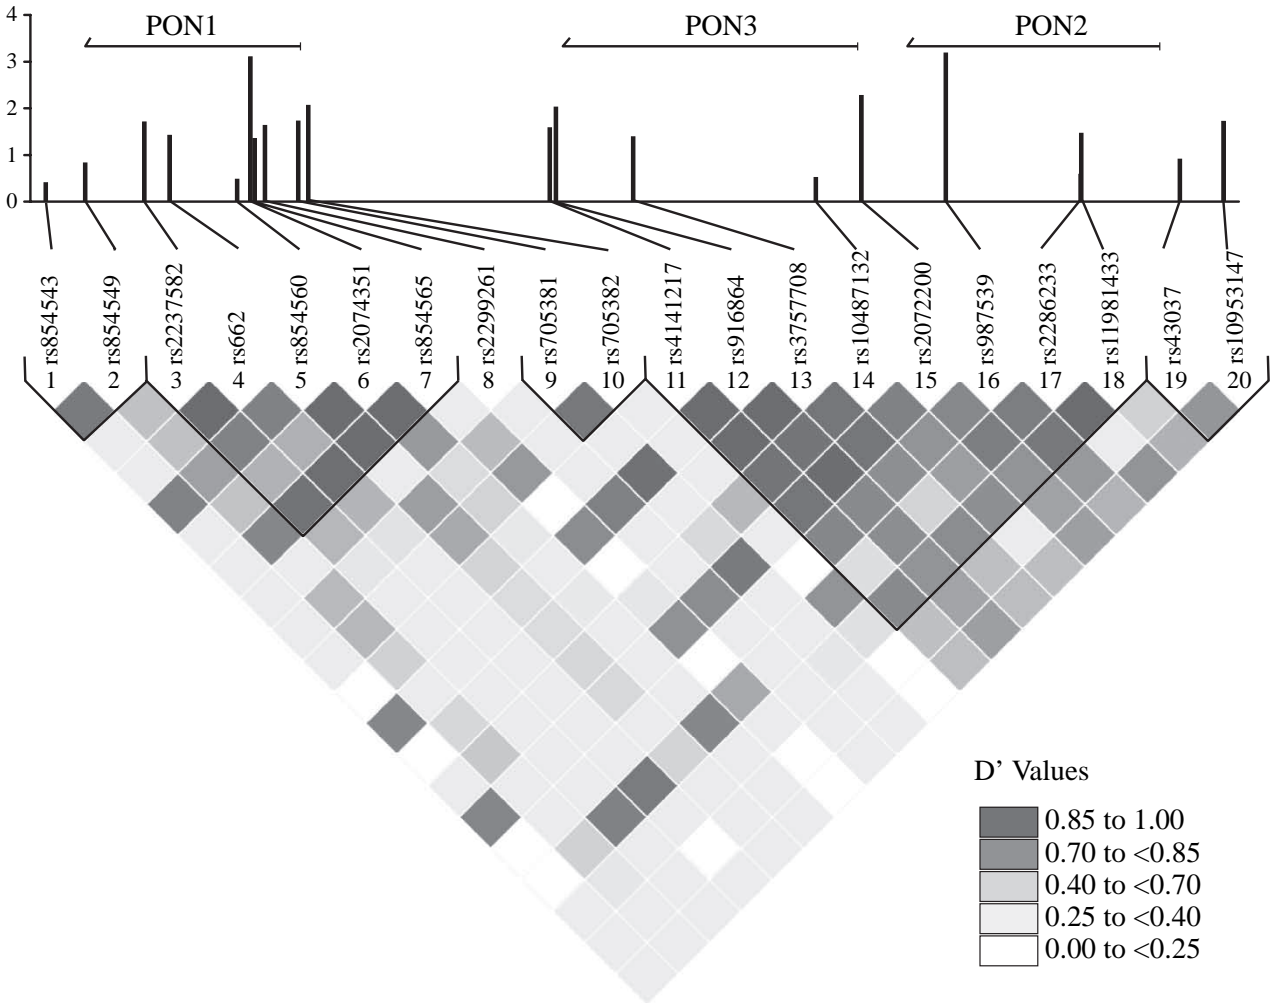 4
PON1 PON3 PON2
3
2
1
0
rs854543
rs854549
rs2237582
rs662
rs854560
rs2074351
rs854565
rs2299261
rs705381
rs705382
rs4141217
rs916864
rs3757708
rs10487132
rs2072200
rs987539
rs2286233
rs11981433
rs43037
rs10953147
1 2 3 4 5 6 7 8 9 10 11 12 13 14 15 16 17 18 19 20
D’ Values
0.85 to 1.00
0.70 to <0.85
0.40 to <0.70
0.25 to <0.40
0.00 to <0.25